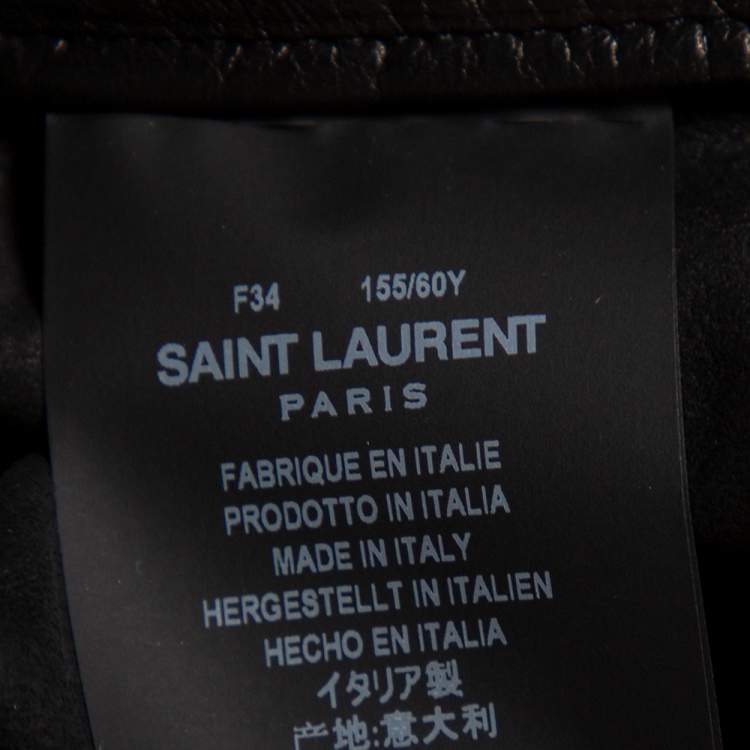 F34 155/60Y
SAINT LAURENT
PARIS
FABRIQUE EN ITALIE
PRODOTTO IN ITALIA
MADE IN ITALY
HERGESTELLT IN ITALIEN
HECHO EN ITALIA
イタリア製
产地:意大利